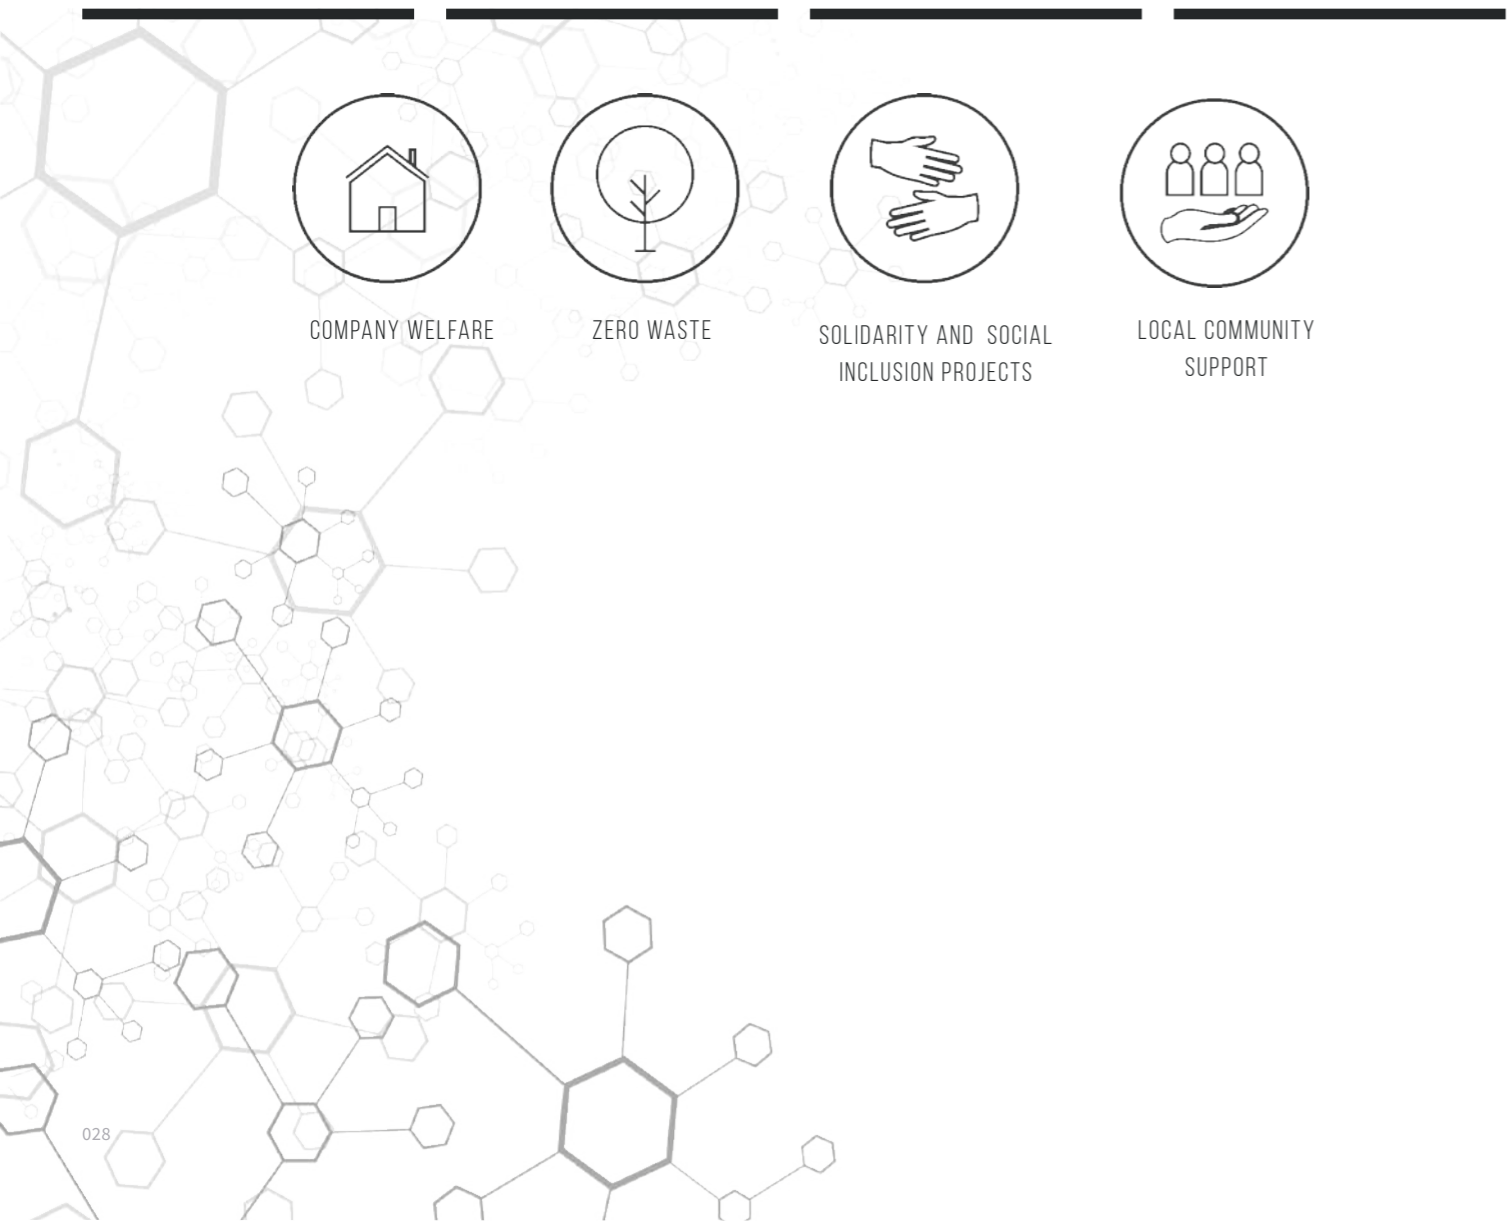 COMPANY WELFARE
ZERO WASTE
SOLIDARITY AND SOCIAL
INCLUSION PROJECTS
LOCAL COMMUNITY
SUPPORT
028